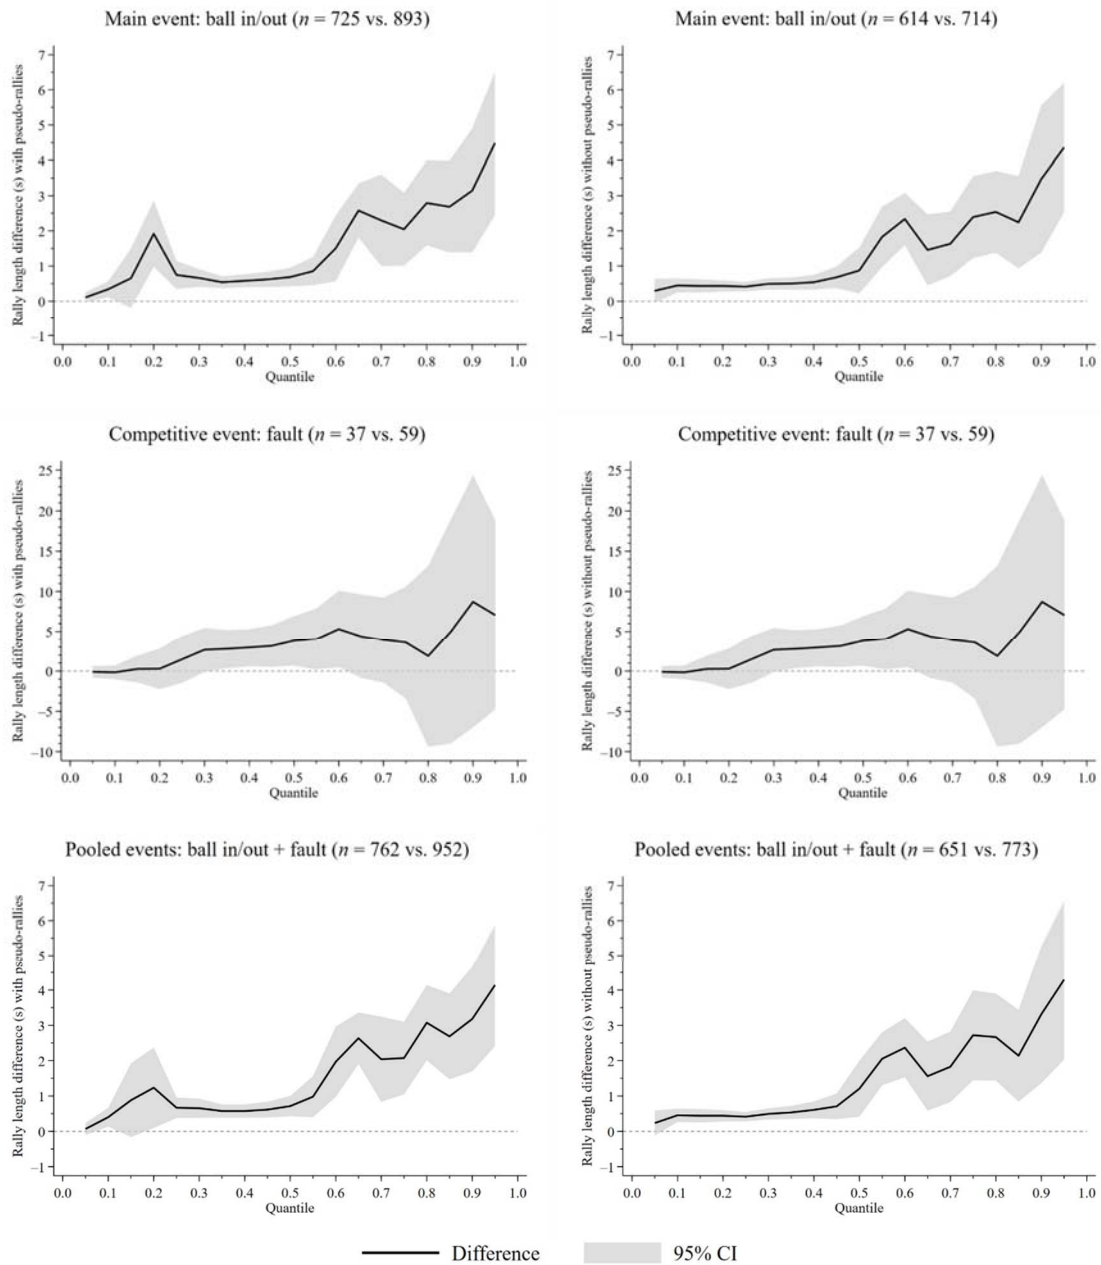 Main event: ball in/out (n = 725 vs. 893)
Rally length difference (s) with pseudo-rallies
7
6
5
4
3
2
1
0
–1
0.0 0.1 0.2 0.3 0.4 0.5 0.6 0.7 0.8 0.9 1.0
Quantile
Main event: ball in/out (n = 614 vs. 714)
Rally length difference (s) without pseudo-rallies
7
6
5
4
3
2
1
0
–1
0.0 0.1 0.2 0.3 0.4 0.5 0.6 0.7 0.8 0.9 1.0
Quantile
Competitive event: fault (n = 37 vs. 59)
Rally length difference (s) with pseudo-rallies
25
20
15
10
5
0
–5
–10
0.0 0.1 0.2 0.3 0.4 0.5 0.6 0.7 0.8 0.9 1.0
Quantile
Competitive event: fault (n = 37 vs. 59)
Rally length difference (s) without pseudo-rallies
25
20
15
10
5
0
–5
–10
0.0 0.1 0.2 0.3 0.4 0.5 0.6 0.7 0.8 0.9 1.0
Quantile
Pooled events: ball in/out + fault (n = 762 vs. 952)
Rally length difference (s) with pseudo-rallies
7
6
5
4
3
2
1
0
–1
0.0 0.1 0.2 0.3 0.4 0.5 0.6 0.7 0.8 0.9 1.0
Quantile
Pooled events: ball in/out + fault (n = 651 vs. 773)
Rally length difference (s) without pseudo-rallies
7
6
5
4
3
2
1
0
–1
0.0 0.1 0.2 0.3 0.4 0.5 0.6 0.7 0.8 0.9 1.0
Quantile
Difference
95% CI